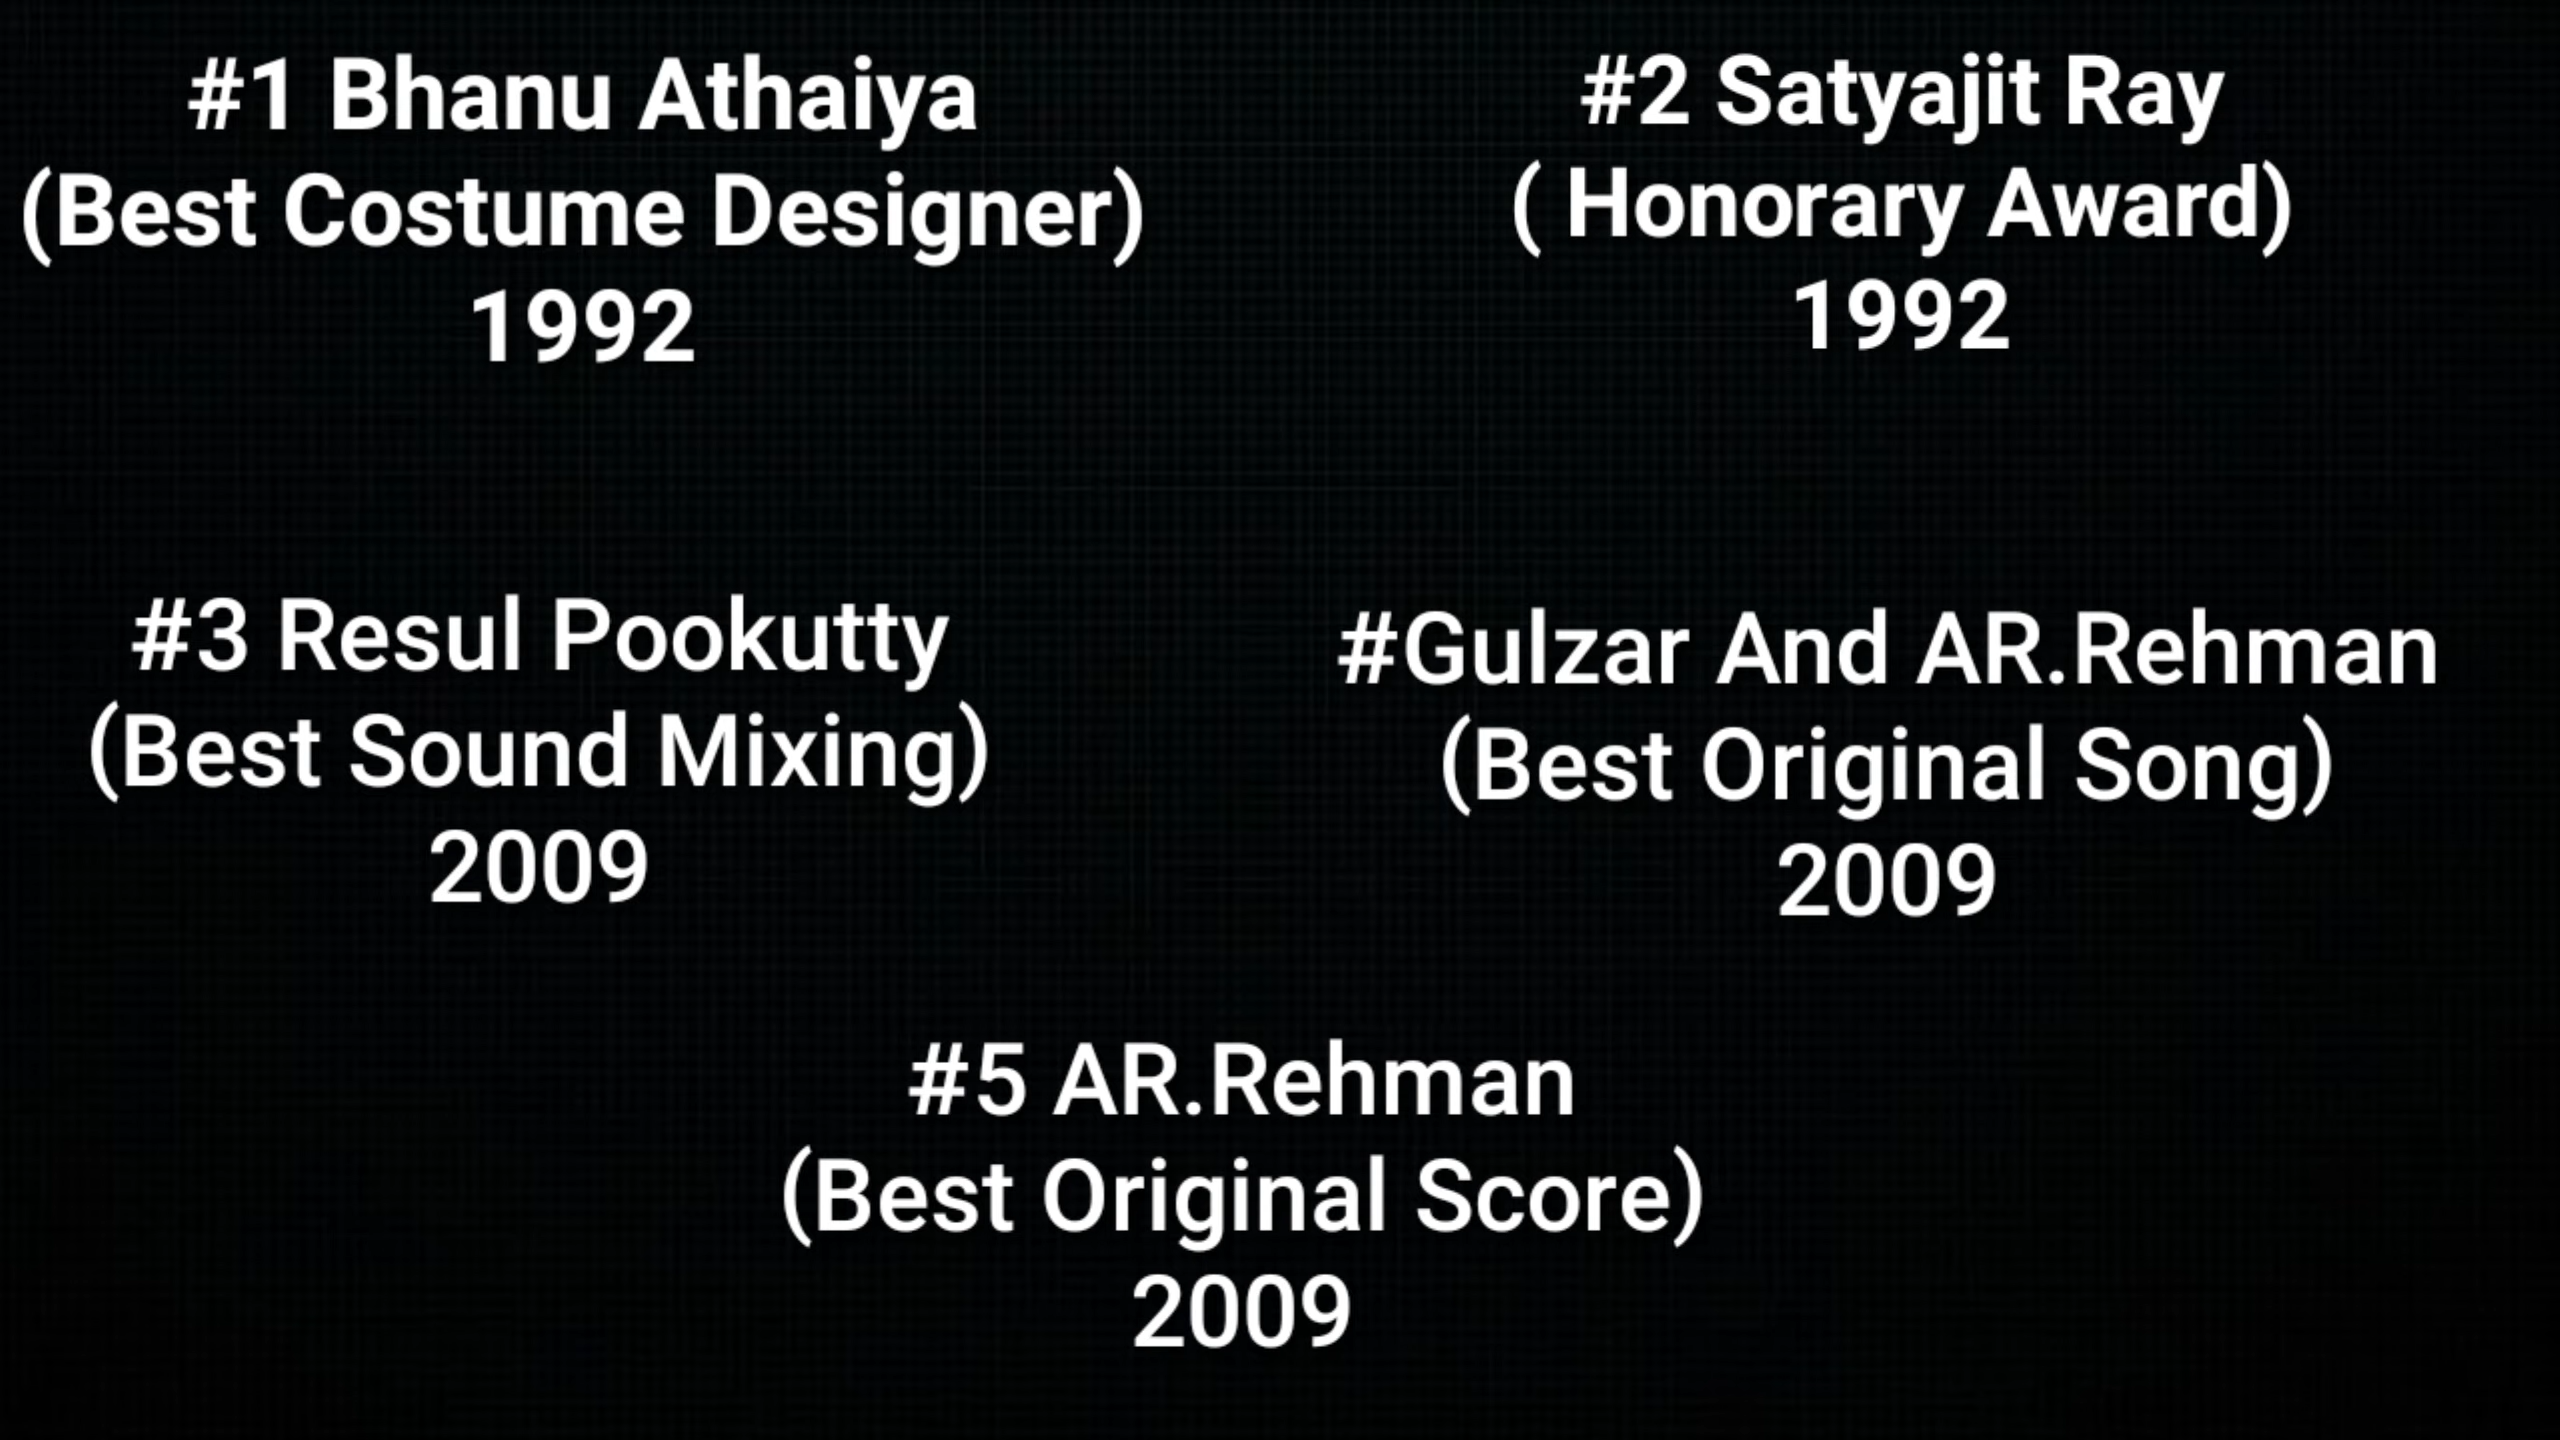 #1 Bhanu Athaiya
(Best Costume Designer)
1992
#2 Satyajit Ray
( Honorary Award)
1992
#3 Resul Pookutty
(Best Sound Mixing)
2009
#Gulzar And AR.Rehman
(Best Original Song)
2009
#5 AR.Rehman
(Best Original Score)
2009